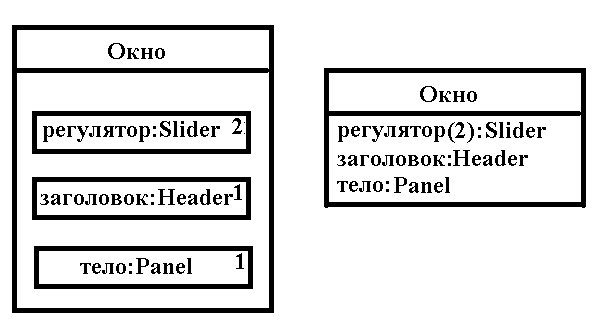 Окно
регулятор:Slider 2
заголовок:Header 1
тело:Panel 1
Окно
регулятор(2):Slider
заголовок:Header
тело:Panel